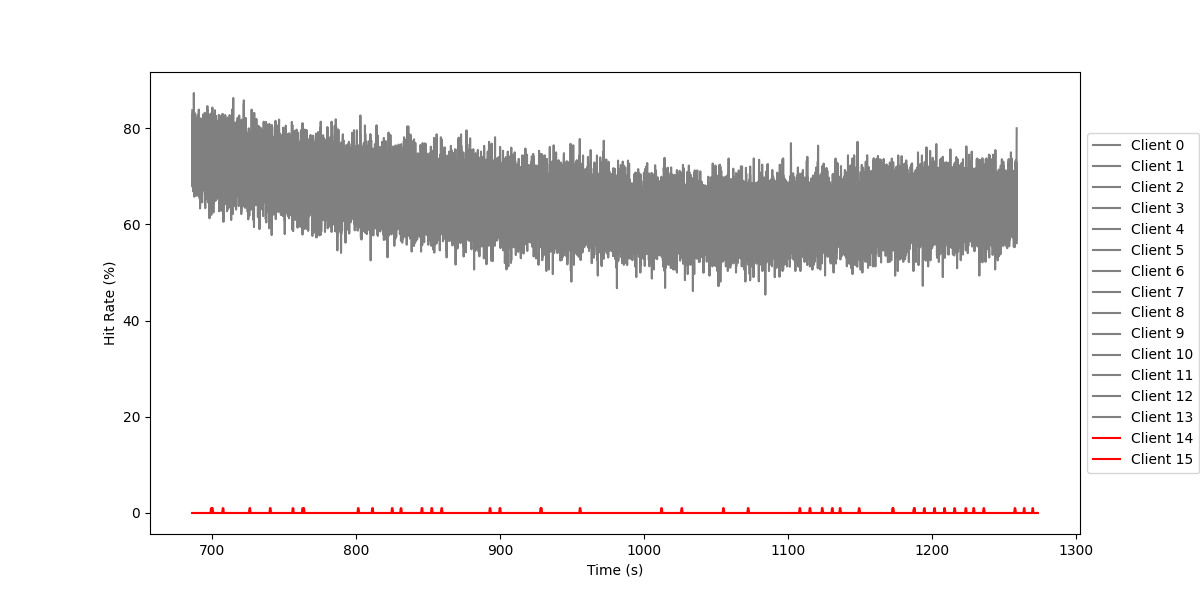 80
60
40
20
0
Hit Rate (%)
700
800
900
1000
1100
1200
1300
Time (s)
Client 0
Client 1
Client 2
Client 3
Client 4
Client 5
Client 6
Client 7
Client 8
Client 9
Client 10
Client 11
Client 12
Client 13
Client 14
Client 15